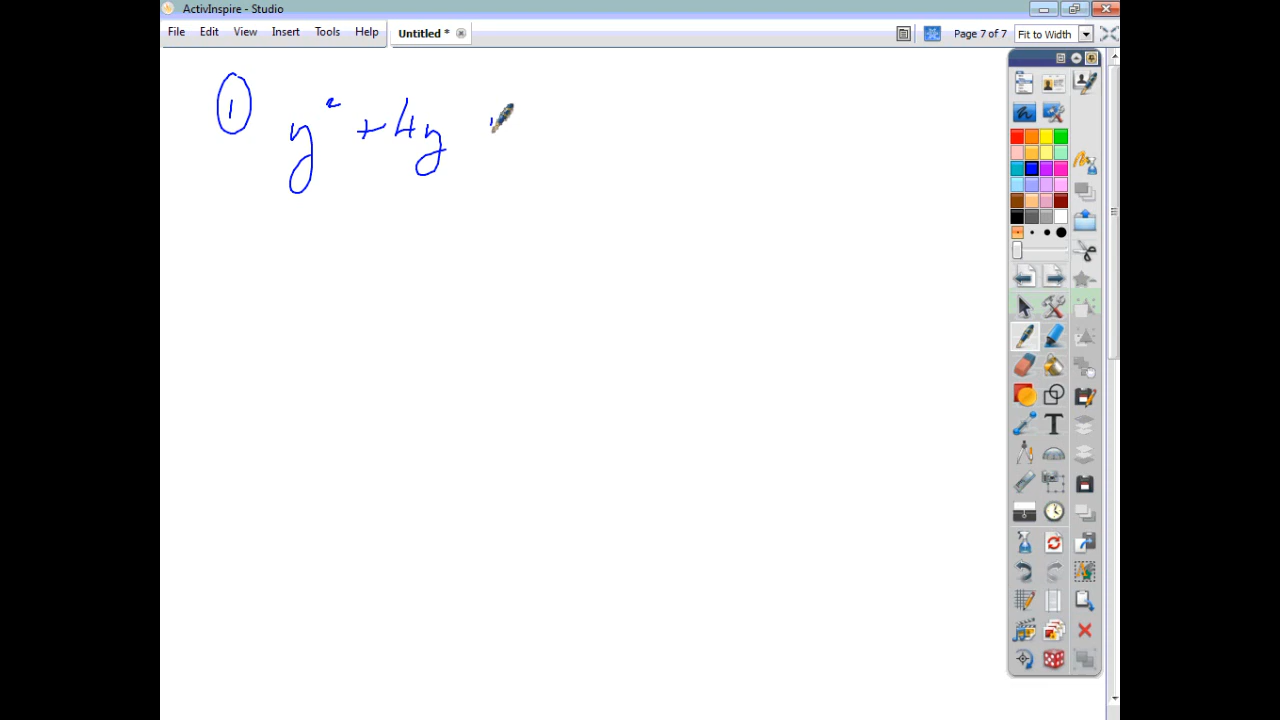 ActivInspire - Studio
File Edit View Insert Tools Help Untitled * Page 7 of 7 Fit to Width
① y² + 4y